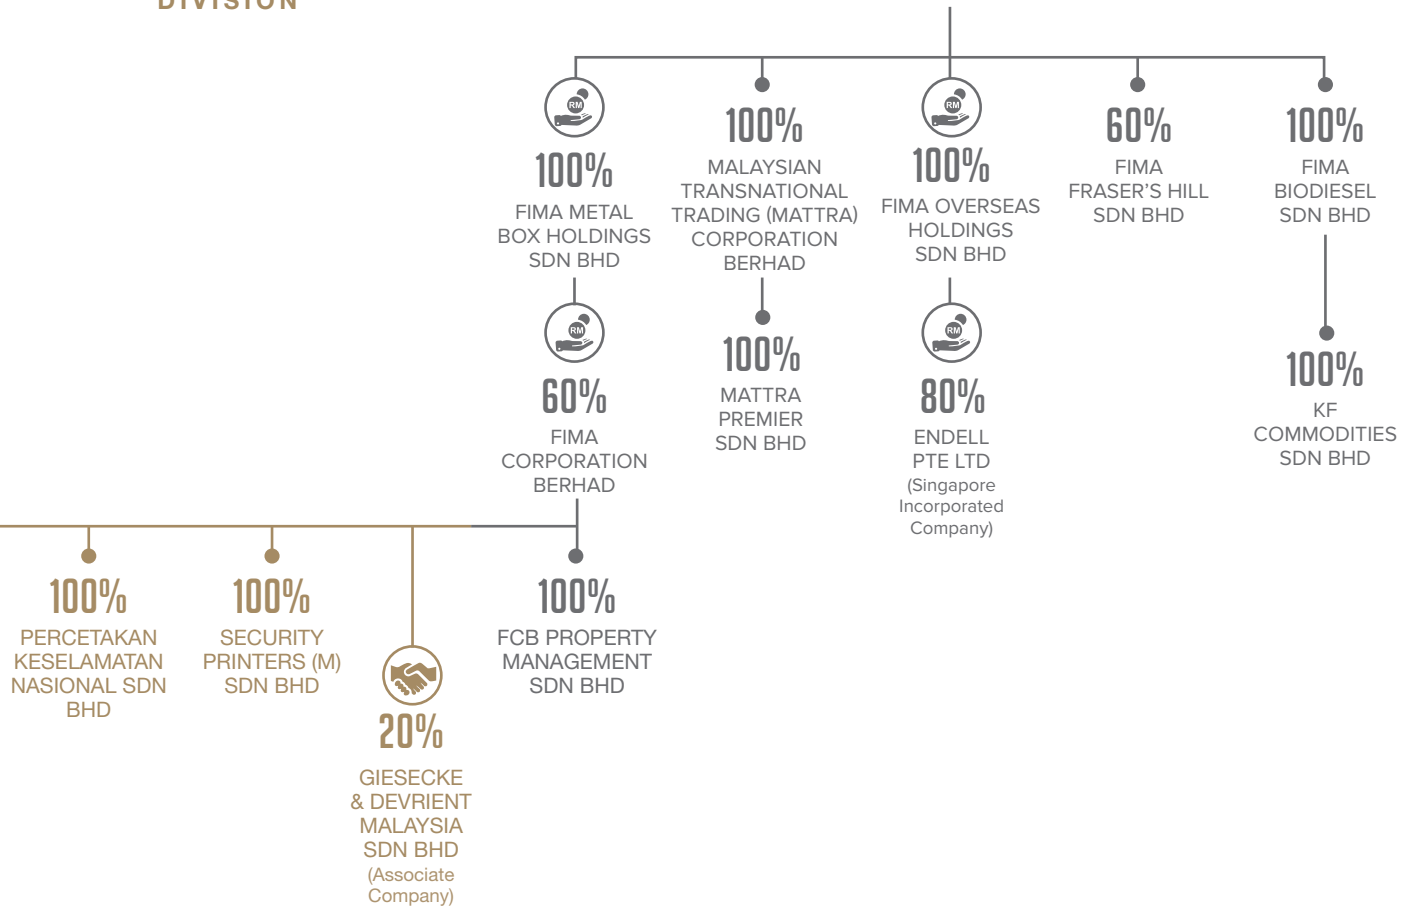 DIVISION
RM
100%
FIMA METAL
BOX HOLDINGS
SDN BHD
RM
60%
FIMA
CORPORATION
BERHAD
100%
MALAYSIAN
TRANSNATIONAL
TRADING (MATTRA)
CORPORATION
BERHAD
100%
MATTRA
PREMIER
SDN BHD
RM
100%
FIMA OVERSEAS
HOLDINGS
SDN BHD
RM
80%
ENDELL
PTE LTD
(Singapore
Incorporated
Company)
60%
FIMA
FRASER'S HILL
SDN BHD
100%
FIMA
BIODIESEL
SDN BHD
100%
KF
COMMODITIES
SDN BHD
100%
PERCETAKAN
KESELAMATAN
NASIONAL SDN
BHD
100%
SECURITY
PRINTERS (M)
SDN BHD
20%
GIESECKE
& DEVRIENT
MALAYSIA
SDN BHD
(Associate
Company)
100%
FCB PROPERTY
MANAGEMENT
SDN BHD